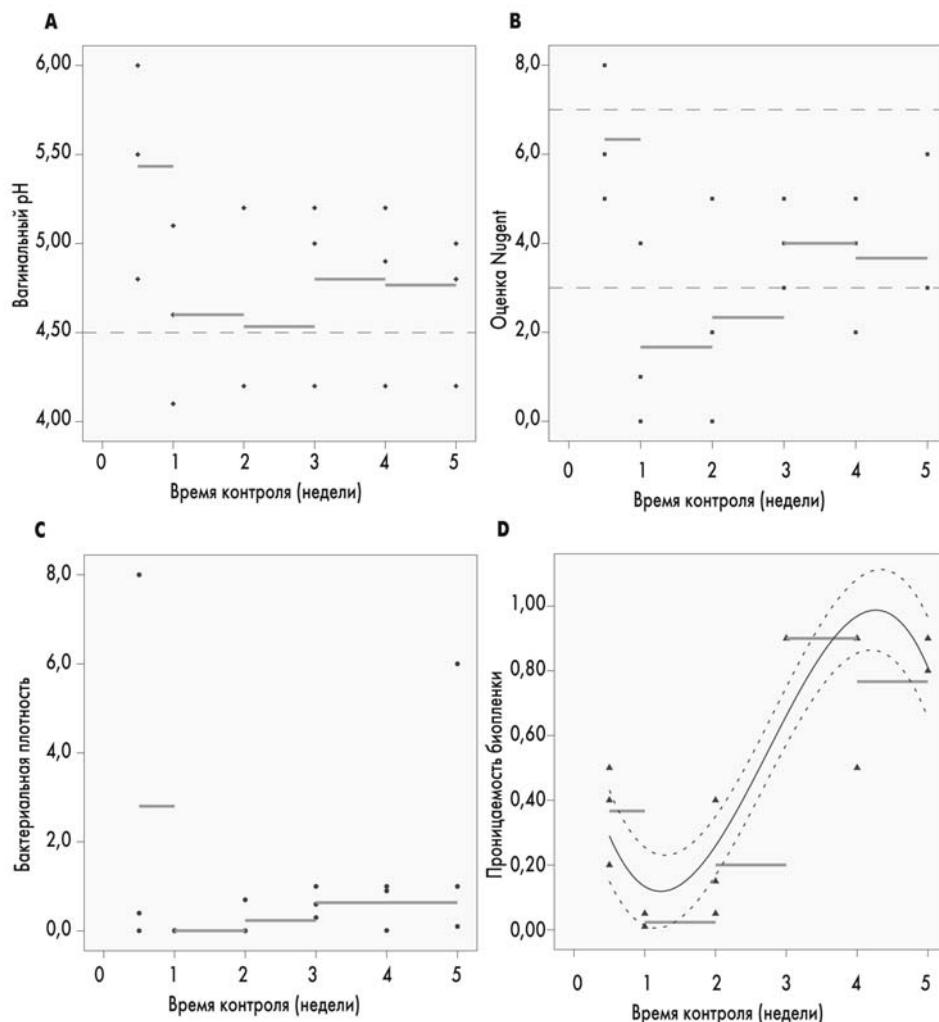 A
6,00
5,50
5,00
4,50
4,00
Вагинальный pH
0 1 2 3 4 5
Время контроля (недели)
B
8,0
6,0
4,0
2,0
0,0
Оценка Nugent
0 1 2 3 4 5
Время контроля (недели)
C
8,0
6,0
4,0
2,0
0,0
Бактериальная плотность
0 1 2 3 4 5
Время контроля (недели)
D
1,00
0,80
0,60
0,40
0,20
0,00
Проницаемость биопленки
0 1 2 3 4 5
Время контроля (недели)